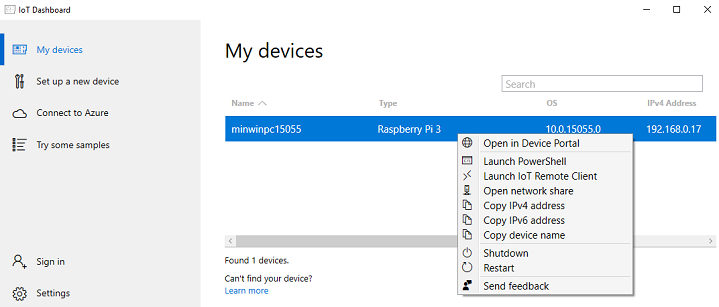 IoT Dashboard
My devices
Set up a new device
Connect to Azure
Try some samples
Sign in
Settings
My devices
Search
Name Type OS IPv4 Address
minwinpc15055 Raspberry Pi 3 10.0.15055.0 192.168.0.17
Open in Device Portal
Launch PowerShell
Launch IoT Remote Client
Open network share
Copy IPv4 address
Copy IPv6 address
Copy device name
Shutdown
Restart
Send feedback
Found 1 devices.
Can't find your device?
Learn more